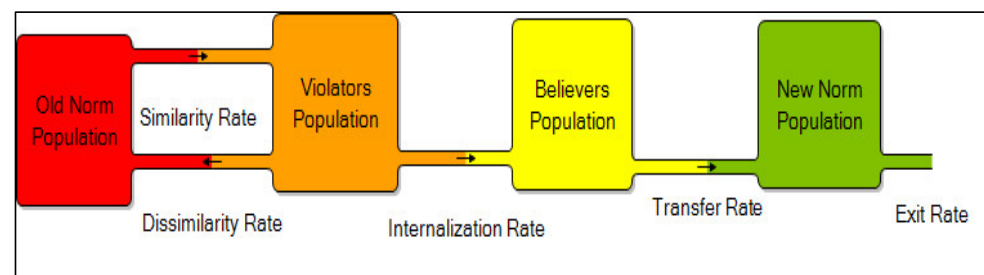 Old Norm
Population
Similarity Rate
Dissimilarity Rate
Violators
Population
Internalization Rate
Believers
Population
Transfer Rate
New Norm
Population
Exit Rate